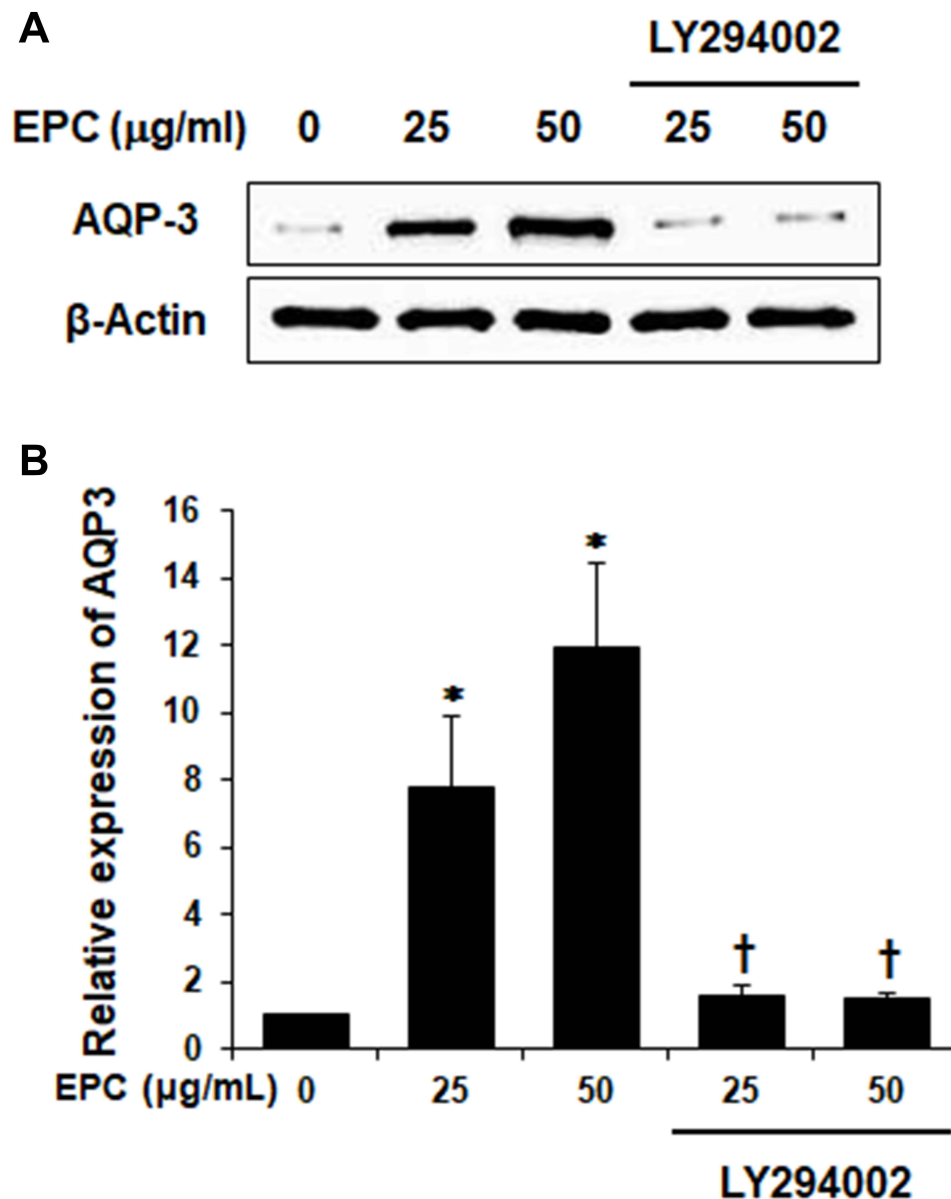 A
LY294002
EPC (μg/ml) 0 25 50 25 50
AQP-3
β-Actin
B
Relative expression of AQP3
16
14
12
10
8
6
4
2
0
* * † †
EPC (μg/mL) 0 25 50 25 50
LY294002